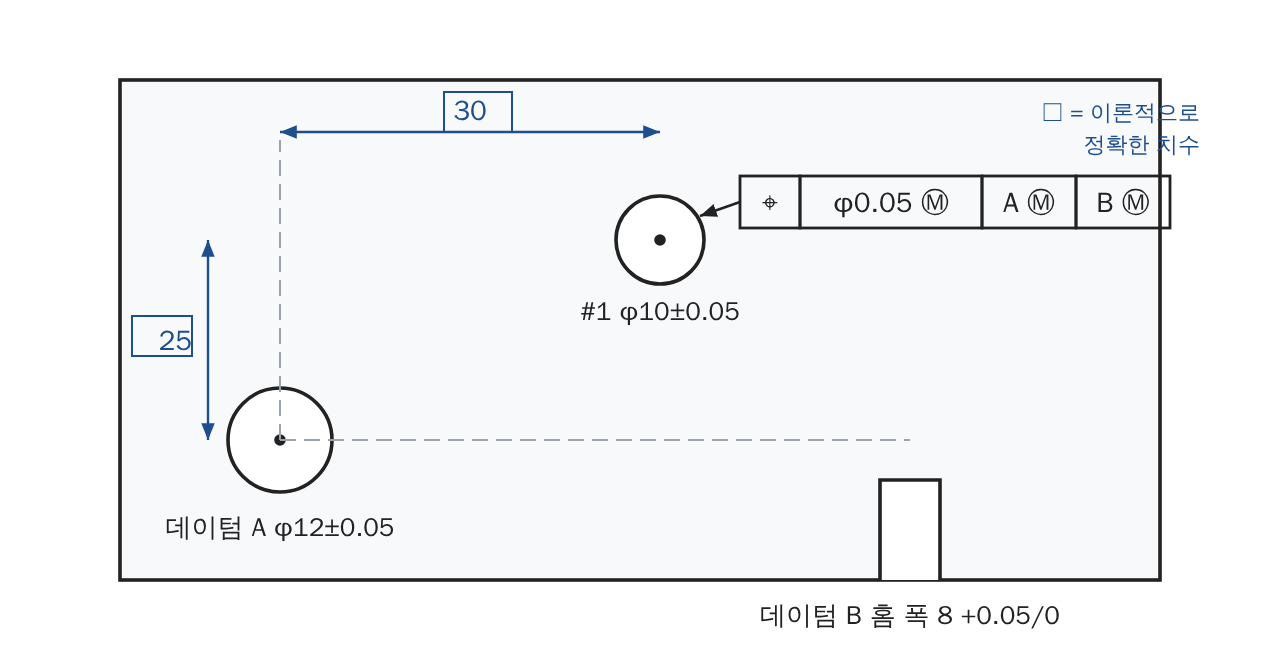 30
□ = 이론적으로
정확한 치수
⌖ φ0.05 Ⓜ A Ⓜ B Ⓜ
#1 φ10±0.05
25
데이텀 A φ12±0.05
데이텀 B 홈 폭 8 +0.05/0